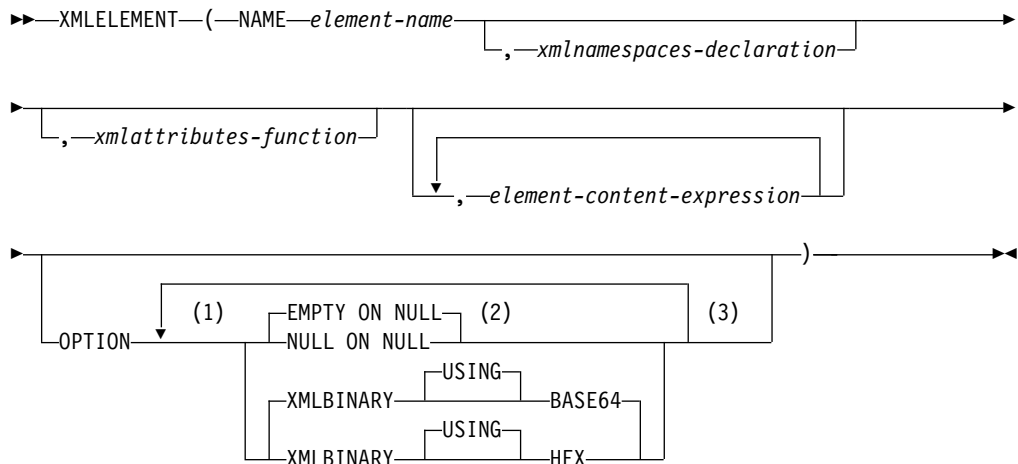 XMLELEMENT ( NAME element-name
, xmlnamespaces-declaration
, xmlattributes-function
, element-content-expression
)
(1) EMPTY ON NULL (2) (3)
OPTION NULL ON NULL
USING
XMLBINARY BASE64
USING
XMLBINARY HEX